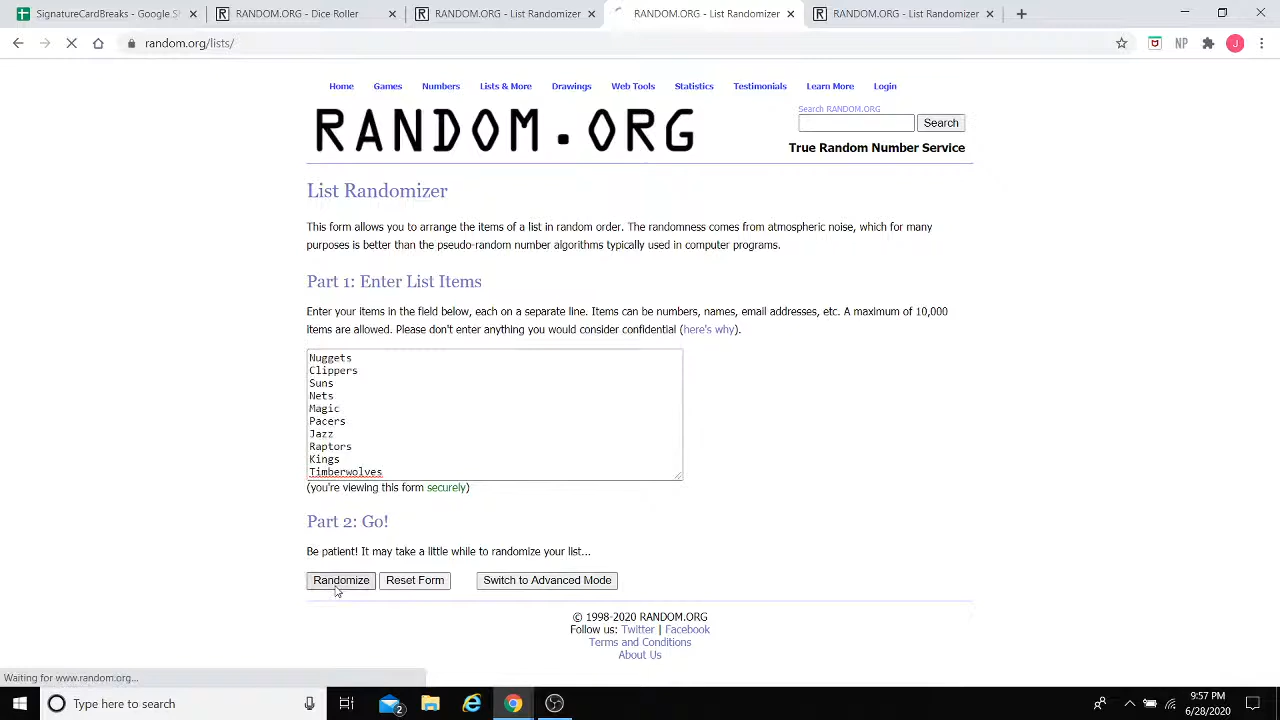 SignatureCardBreaks - Google S
RANDOM.ORG - Dice Roller
RANDOM.ORG - List Randomizer
RANDOM.ORG - List Randomizer
RANDOM.ORG - List Randomizer
random.org/lists/
NP
J
Home Games Numbers Lists & More Drawings Web Tools Statistics Testimonials Learn More Login
RANDOM.ORG
Search RANDOM.ORG
Search
True Random Number Service
List Randomizer
This form allows you to arrange the items of a list in random order. The randomness comes from atmospheric noise, which for many
purposes is better than the pseudo-random number algorithms typically used in computer programs.
Part 1: Enter List Items
Enter your items in the field below, each on a separate line. Items can be numbers, names, email addresses, etc. A maximum of 10,000
items are allowed. Please don't enter anything you would consider confidential (here's why).
Nuggets
Clippers
Suns
Nets
Magic
Pacers
Jazz
Raptors
Kings
Timberwolves
(you're viewing this form securely)
Part 2: Go!
Be patient! It may take a little while to randomize your list...
Randomize Reset Form Switch to Advanced Mode
© 1998-2020 RANDOM.ORG
Follow us: Twitter | Facebook
Terms and Conditions
About Us
Waiting for www.random.org...
Type here to search
2
9:57 PM
6/28/2020